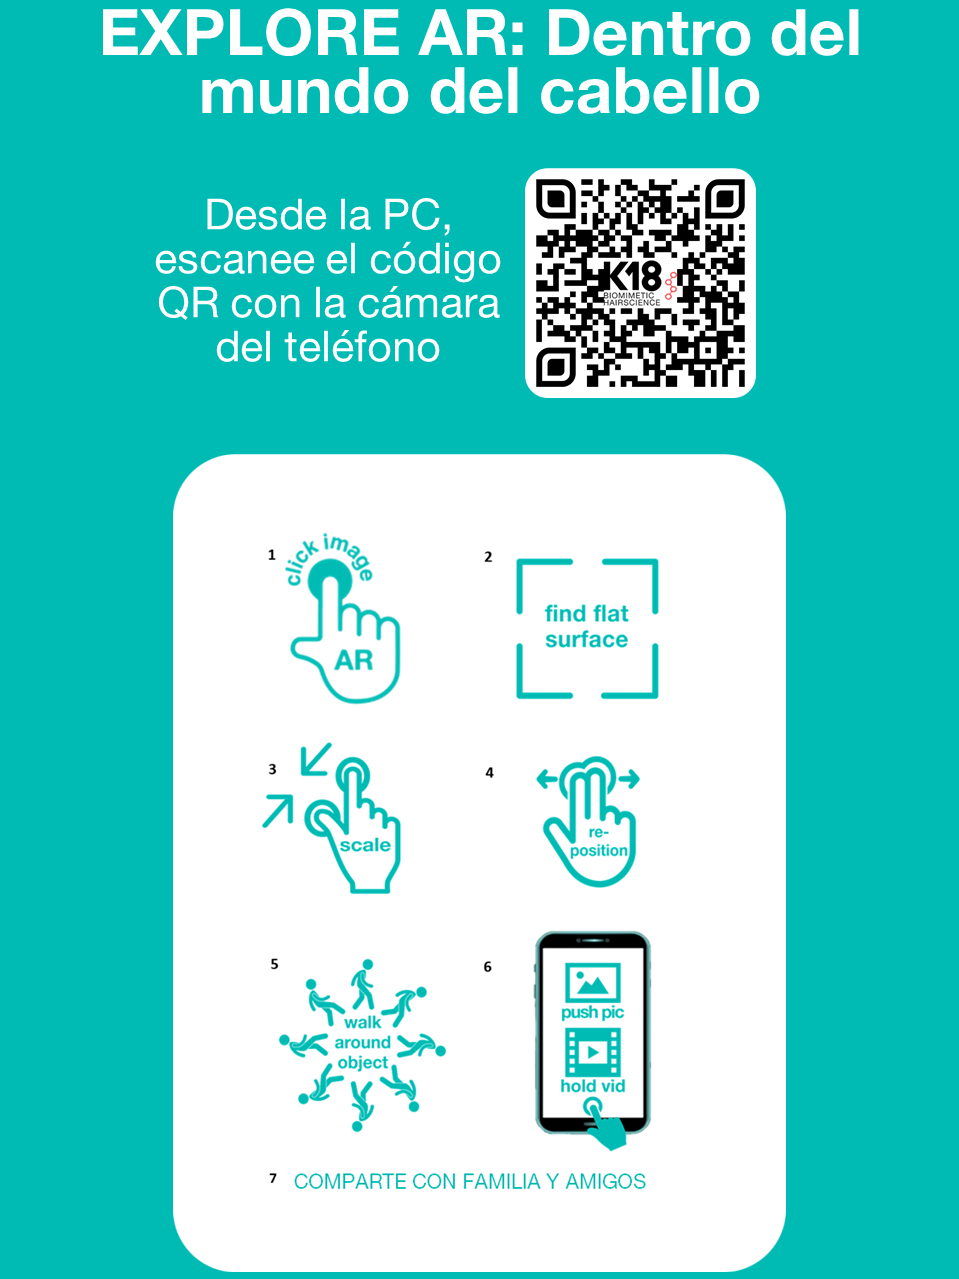 EXPLORE AR: Dentro del
mundo del cabello
Desde la PC,
escanee el código
QR con la cámara
del teléfono
K18
BIOMIMETIC
HAIRSCIENCE
1
click image
AR
2
find flat
surface
3
scale
4
re-
position
5
walk
around
object
6
push pic
hold vid
7 COMPARTE CON FAMILIA Y AMIGOS